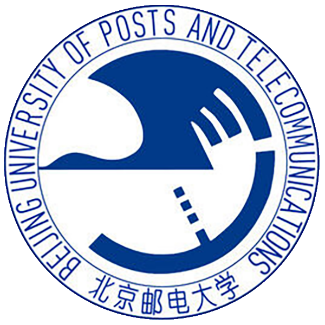 BEIJING UNIVERSITY OF POSTS AND TELECOMMUNICATIONS
北京邮电大学